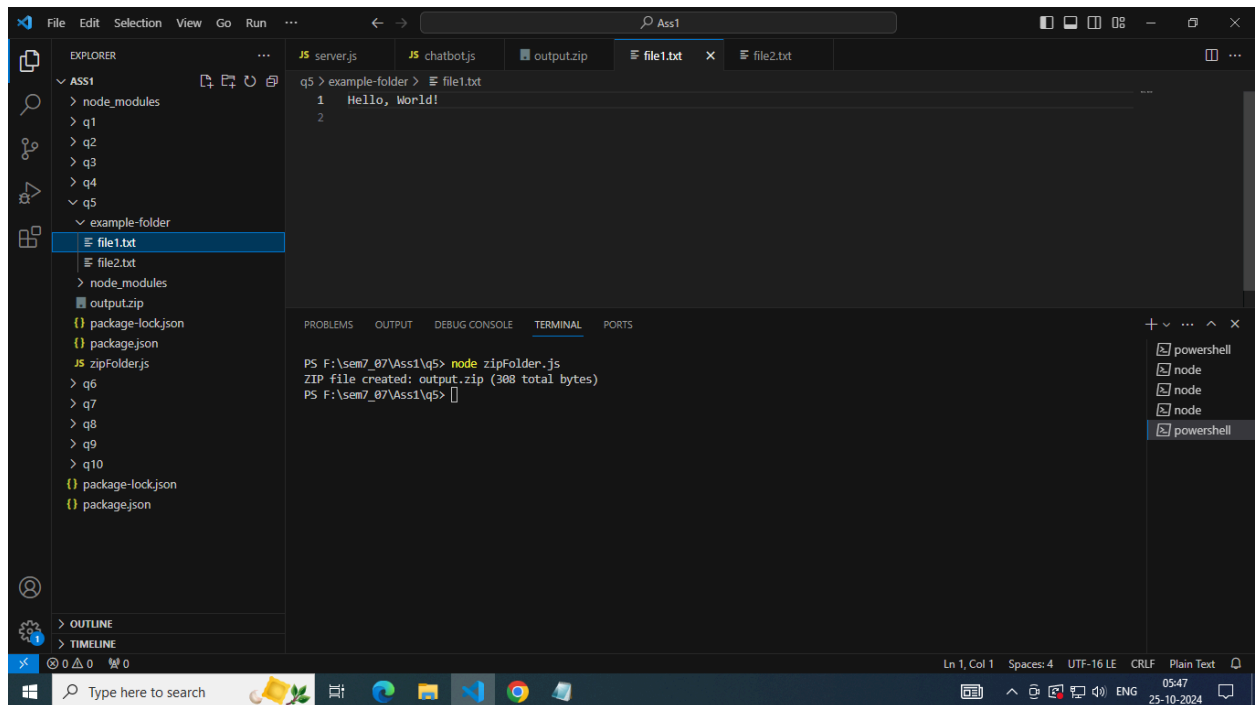 File Edit Selection View Go Run ··· Ass1
EXPLORER ···
ASS1
node_modules
q1
q2
q3
q4
q5
example-folder
file1.txt
file2.txt
node_modules
output.zip
{} package-lock.json
{} package.json
JS zipFolder.js
q6
q7
q8
q9
q10
{} package-lock.json
{} package.json
OUTLINE
TIMELINE
JS server.js JS chatbot.js output.zip file1.txt file2.txt
q5 > example-folder > file1.txt
1 Hello, World!
2
PROBLEMS OUTPUT DEBUG CONSOLE TERMINAL PORTS
PS F:\sem7_07\Ass1\q5> node zipFolder.js
ZIP file created: output.zip (308 total bytes)
PS F:\sem7_07\Ass1\q5>
powershell
node
node
node
powershell
1
0 0 0 Ln 1, Col 1 Spaces: 4 UTF-16 LE CRLF Plain Text
Type here to search ENG 05:47
25-10-2024